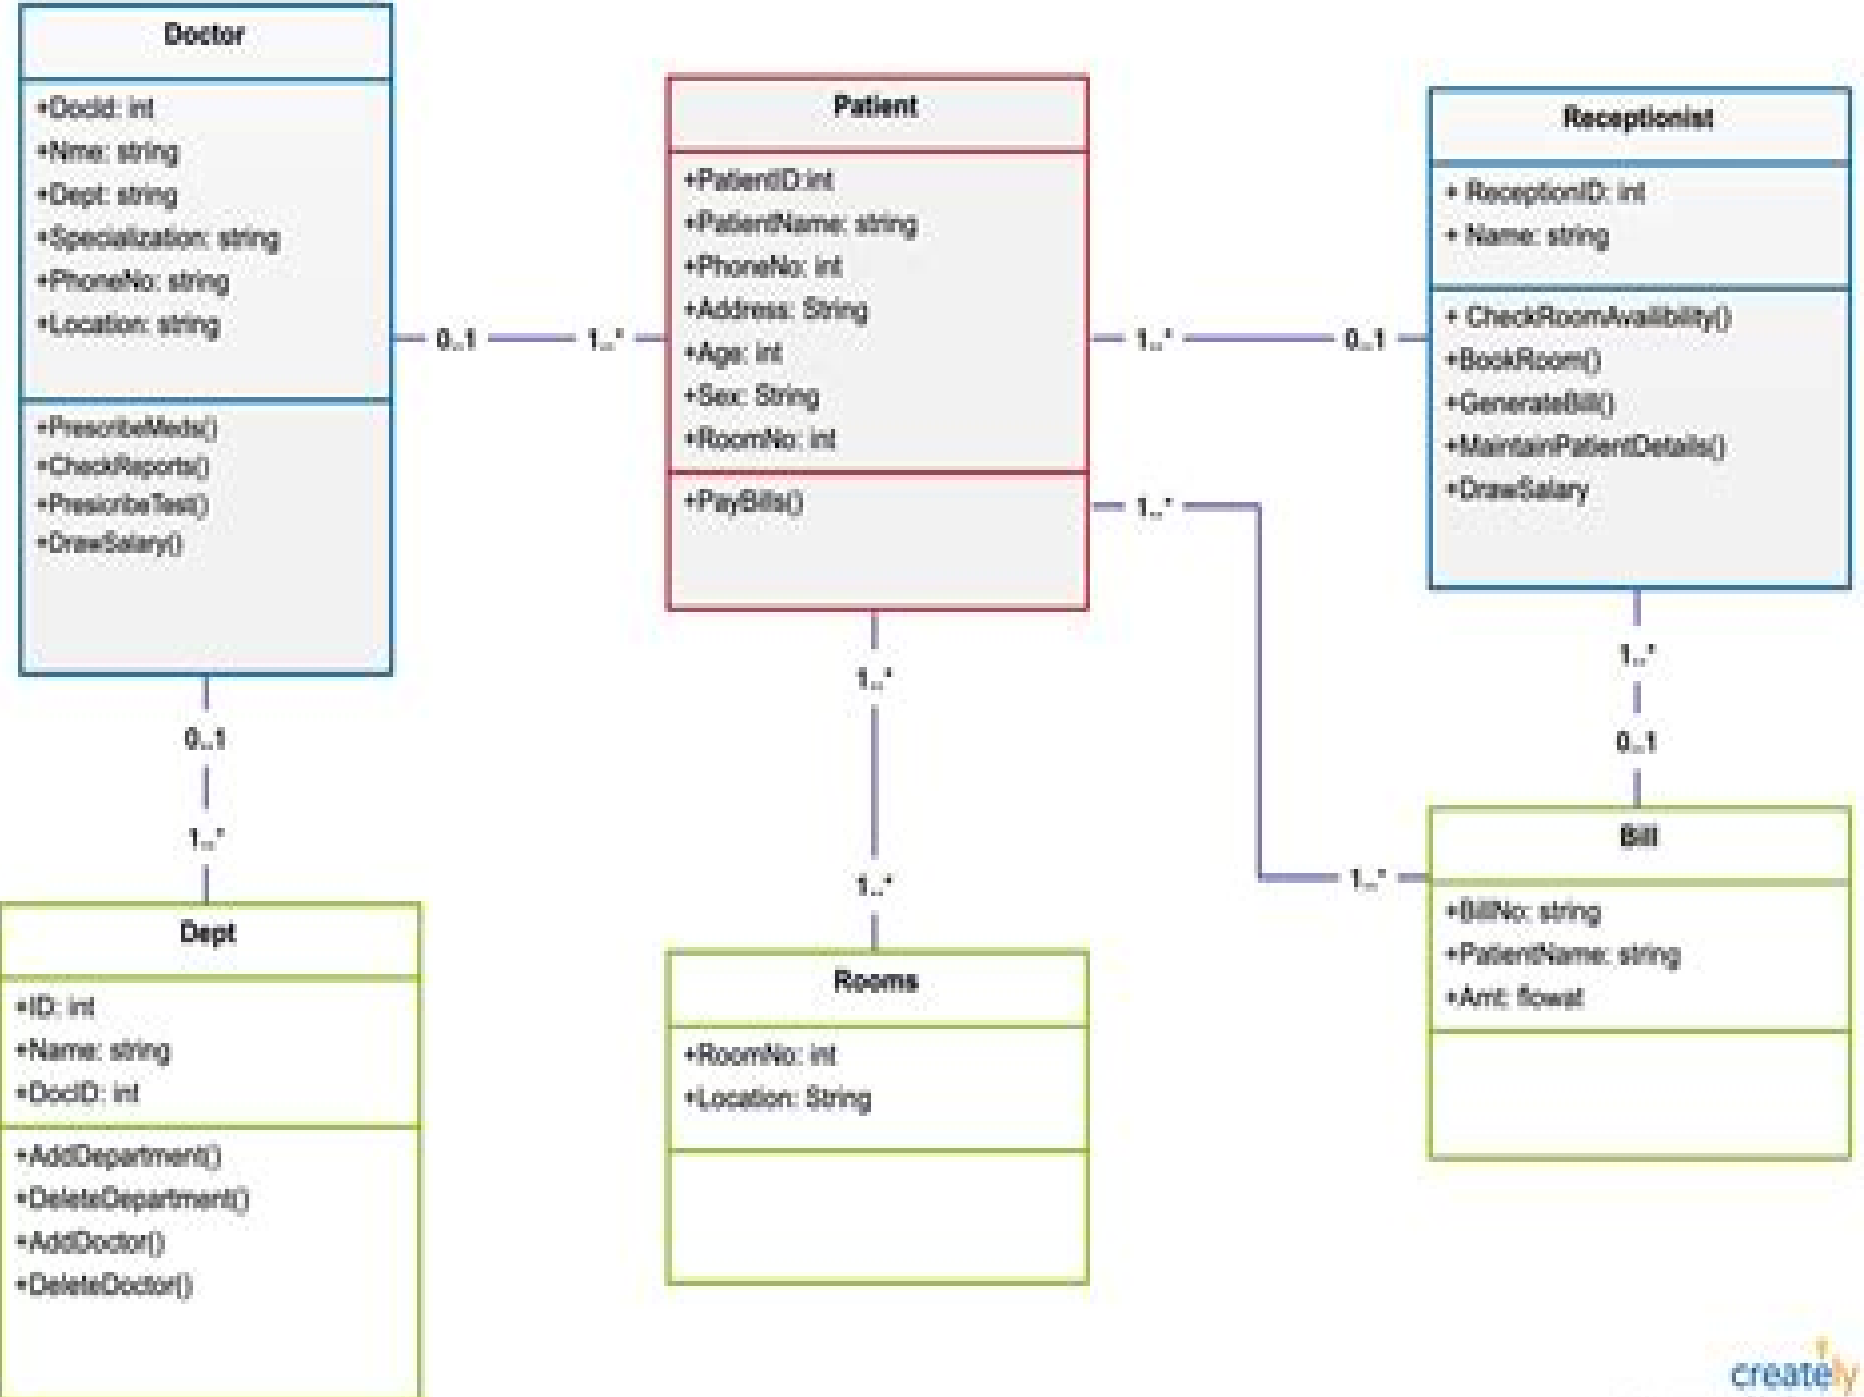 Doctor
+DocId: int
+Nme: string
+Dept: string
+Specialization: string
+PhoneNo: string
+Location: string
+PrescribeMeds()
+CheckReports()
+PresicribeTest()
+DrawSalary()
0..1
1..*
Patient
+PatientID:int
+PatientName: string
+PhoneNo: int
+Address: String
+Age: int
+Sex: String
+RoomNo: int
+PayBills()
1..*
0..1
Receptionist
+ ReceptionID: int
+ Name: string
+ CheckRoomAvailibility()
+BookRoom()
+GenerateBill()
+MaintainPatientDetails()
+DrawSalary
0..1
1..*
Dept
+ID: int
+Name: string
+DocID: int
+AddDepartment()
+DeleteDepartment()
+AddDoctor()
+DeleteDoctor()
1..*
1..*
Rooms
+RoomNo: int
+Location: String
1..*
1..*
1..*
0..1
Bill
+BillNo: string
+PatientName: string
+Amt: flowat
creately